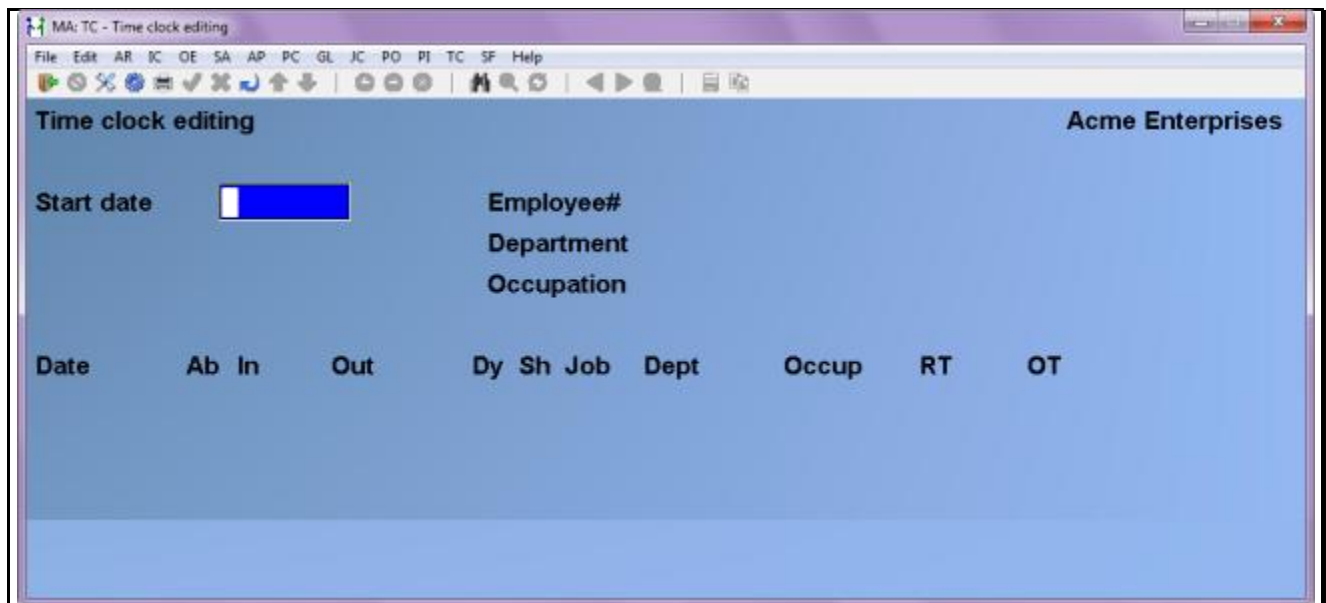 MA: TC - Time clock editing
File Edit AR IC OE SA AP PC GL JC PO PI TC SF Help
Time clock editing Acme Enterprises
Start date Employee#
Department
Occupation
Date Ab In Out Dy Sh Job Dept Occup RT OT